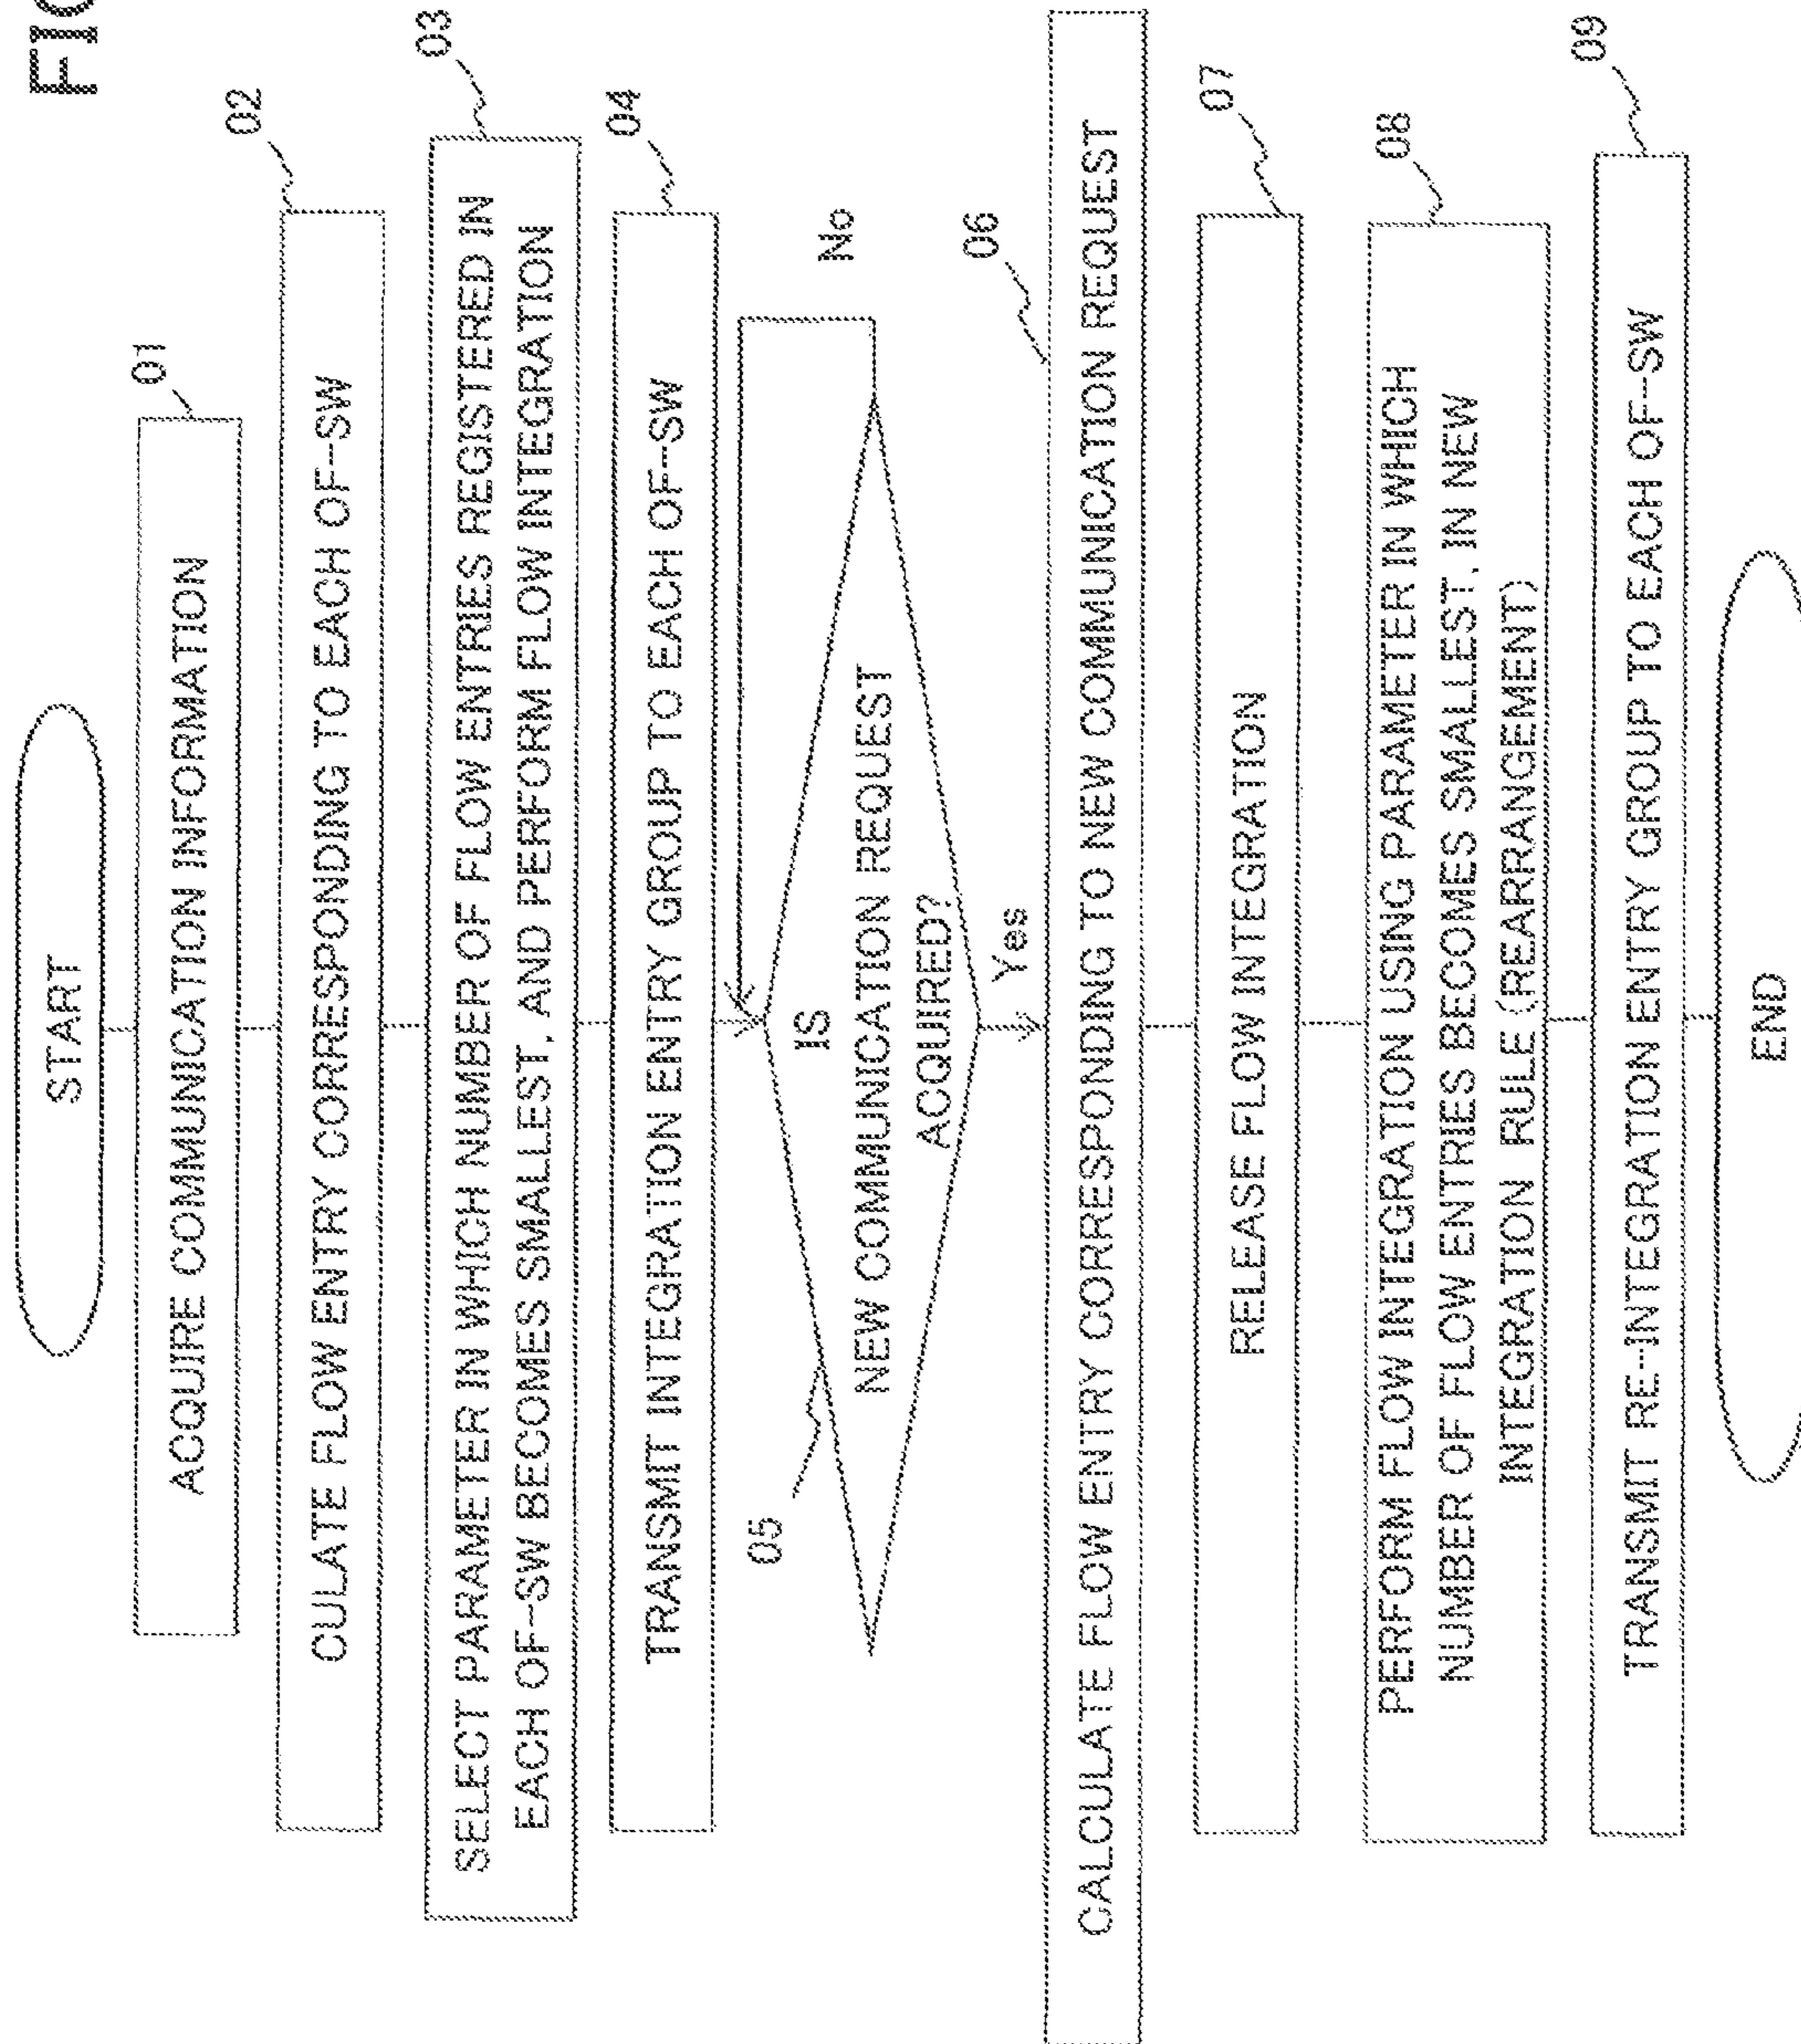 FIG
START
01
ACQUIRE COMMUNICATION INFORMATION
02
CULATE FLOW ENTRY CORRESPONDING TO EACH OF-SW
03
SELECT PARAMETER IN WHICH NUMBER OF FLOW ENTRIES REGISTERED IN
EACH OF-SW BECOMES SMALLEST, AND PERFORM FLOW INTEGRATION
04
TRANSMIT INTEGRATION ENTRY GROUP TO EACH OF-SW
05
IS
NEW COMMUNICATION REQUEST
ACQUIRED?
No
Yes
06
CALCULATE FLOW ENTRY CORRESPONDING TO NEW COMMUNICATION REQUEST
07
RELEASE FLOW INTEGRATION
08
PERFORM FLOW INTEGRATION USING PARAMETER IN WHICH
NUMBER OF FLOW ENTRIES BECOMES SMALLEST, IN NEW
INTEGRATION RULE (REARRANGEMENT)
09
TRANSMIT RE-INTEGRATION ENTRY GROUP TO EACH OF-SW
END